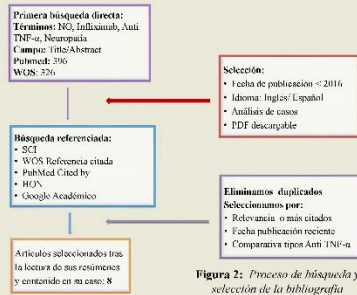 Primera búsqueda directa:
Términos: NO, Infliximab, Anti
TNF-α, Neuropatía
Campo: Title/Abstract
Pubmed: 396
WOS: 326
Selección:
• Fecha de publicación < 2016
• Idioma: Inglés/ Español
• Análisis de casos
• PDF descargable
Búsqueda referenciada:
• SCI
• WOS Referencia citada
• PubMed Cited by
• HON
• Google Académico
Eliminamos duplicados
Seleccionamos por:
• Relevancia o más citados
• Fecha publicación reciente
• Comparativa tipos Anti TNF-α
Artículos seleccionados tras
la lectura de sus resúmenes
y contenido en su caso: 8
Figura 2: Proceso de búsqueda y
selección de la bibliografía